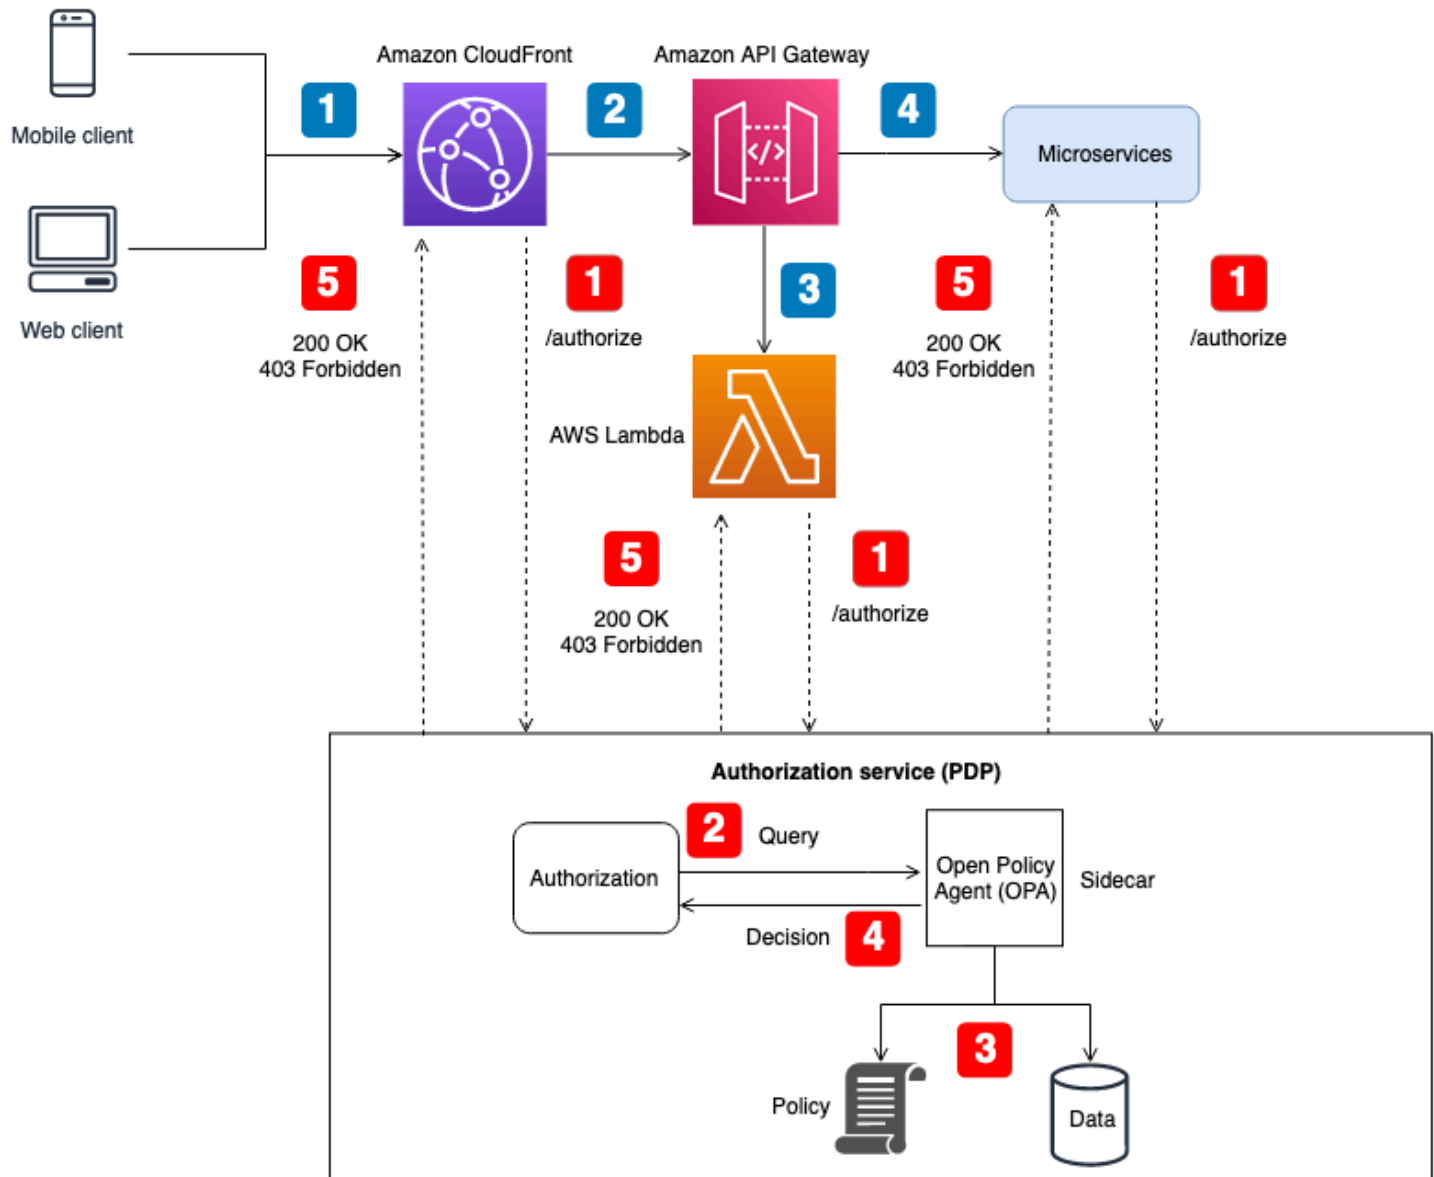 Amazon CloudFront
Amazon API Gateway
1
2
4
Mobile client
</>
Microservices
5
1
3
5
1
Web client
200 OK
403 Forbidden
/authorize
200 OK
403 Forbidden
/authorize
AWS Lambda
5
1
200 OK
403 Forbidden
/authorize
Authorization service (PDP)
2
Query
Authorization
Open Policy
Agent (OPA)
Sidecar
Decision
4
3
Policy
Data